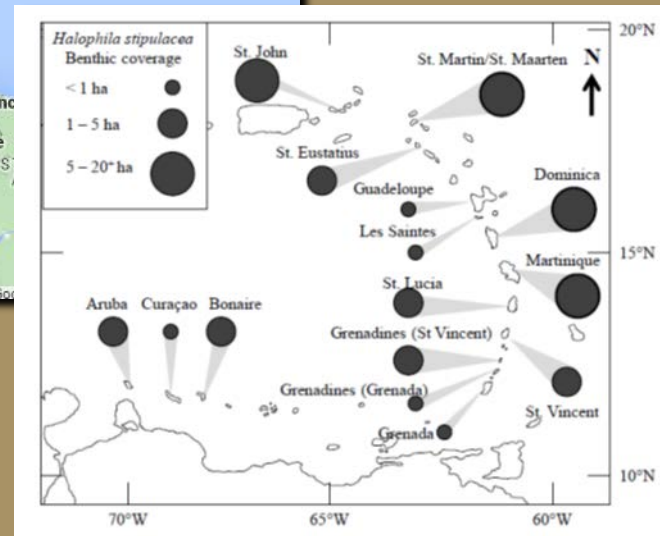 Halophila stipulacea
Benthic coverage
< 1 ha
1 – 5 ha
5 – 20+ ha
20°N
St. John
St. Martin/St. Maarten
N
St. Eustatius
Guadeloupe
Dominica
Les Saintes
15°N
Martinique
St. Lucia
Aruba
Curaçao
Bonaire
Grenadines (St Vincent)
Grenadines (Grenada)
St. Vincent
Grenada
10°N
70°W
65°W
60°W